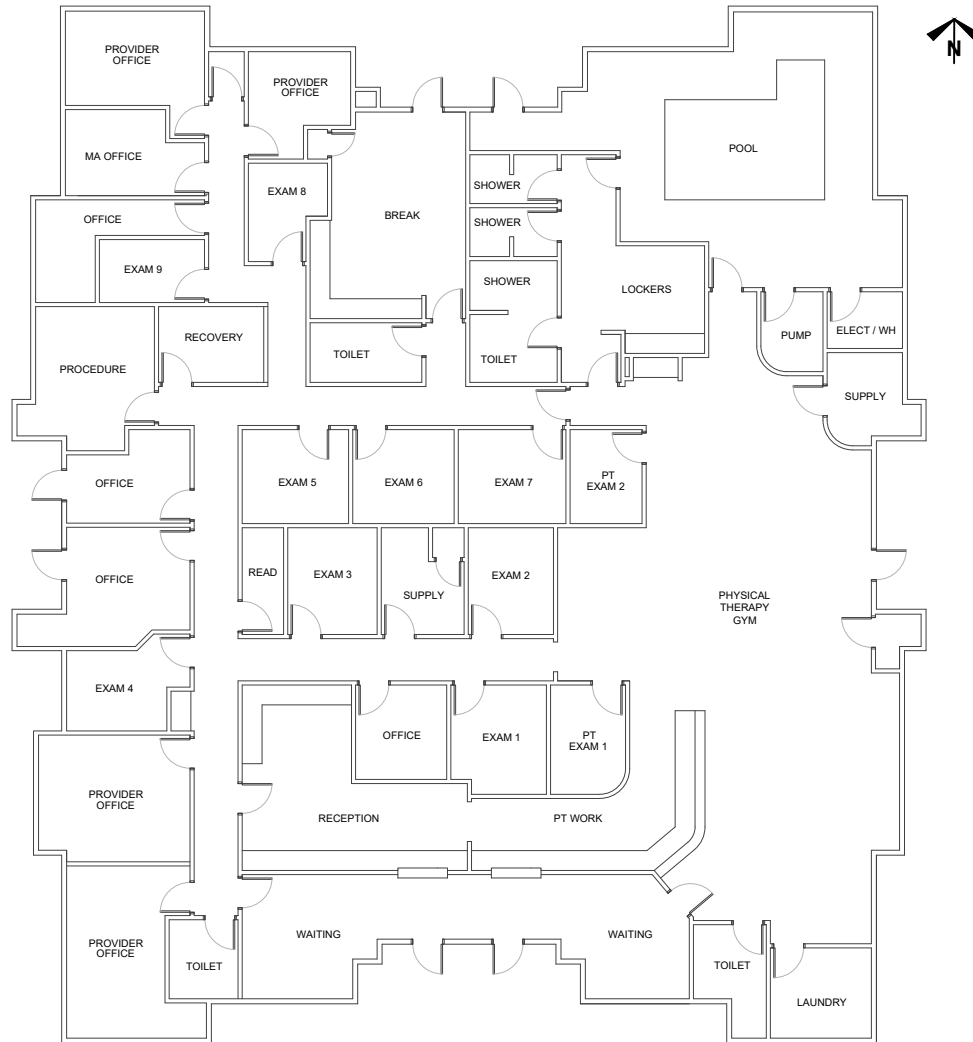 PROVIDER
OFFICE
N
PROVIDER
OFFICE
POOL
MA OFFICE
SHOWER
EXAM 8
OFFICE
BREAK
SHOWER
EXAM 9
SHOWER
LOCKERS
ELECT / WH
RECOVERY
PUMP
TOILET
TOILET
PROCEDURE
SUPPLY
OFFICE
EXAM 5
EXAM 6
EXAM 7
PT
EXAM 2
READ
EXAM 3
EXAM 2
OFFICE
SUPPLY
PHYSICAL
THERAPY
GYM
EXAM 4
OFFICE
EXAM 1
PT
EXAM 1
PROVIDER
OFFICE
RECEPTION
PT WORK
WAITING
WAITING
PROVIDER
OFFICE
TOILET
TOILET
LAUNDRY